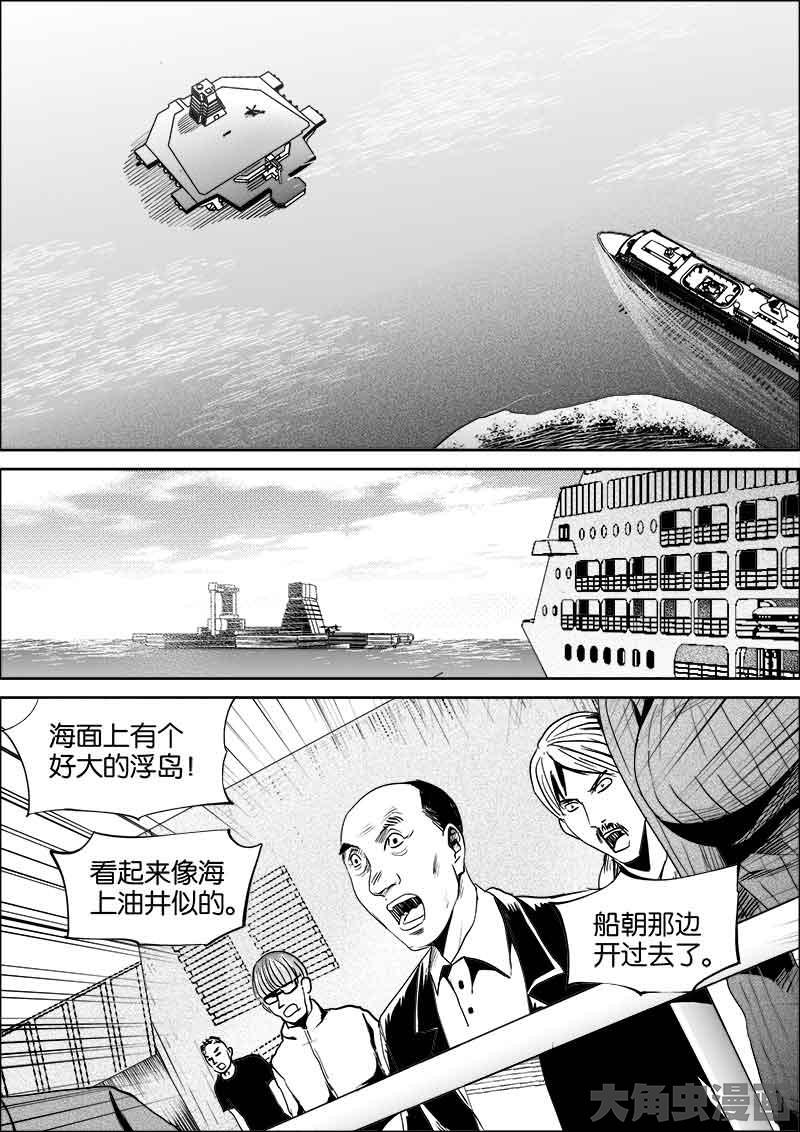 海面上有个
好大的浮岛！
看起来像海
上油井似的。
船朝那边
开过去了。
大角虫漫画